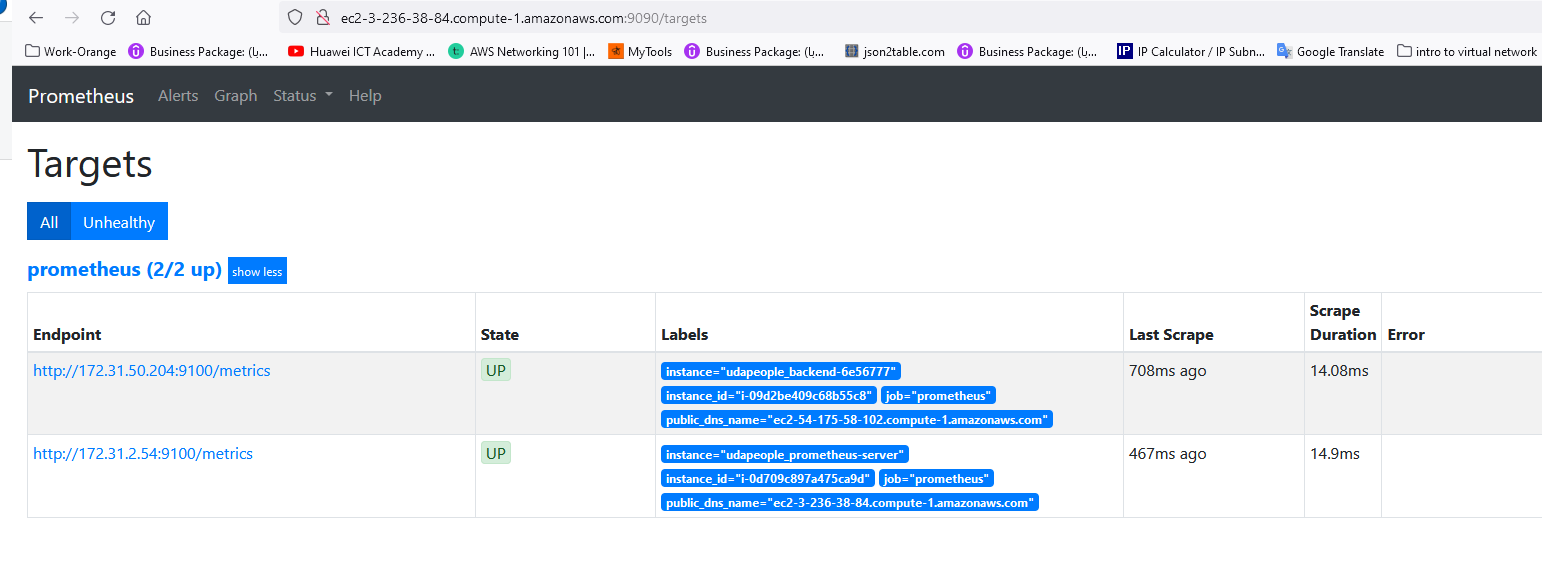 ec2-3-236-38-84.compute-1.amazonaws.com:9090/targets
Work-Orange Business Package: (با... Huawei ICT Academy ... AWS Networking 101 |... MyTools Business Package: (با... json2table.com Business Package: (با... IP IP Calculator / IP Subn... Google Translate intro to virtual network
Prometheus Alerts Graph Status Help
Targets
All Unhealthy
prometheus (2/2 up) show less
Endpoint State Labels Last Scrape Scrape Duration Error
http://172.31.50.204:9100/metrics UP instance="udapeople_backend-6e56777" 708ms ago 14.08ms
instance_id="i-09d2be409c68b55c8" job="prometheus"
public_dns_name="ec2-54-175-58-102.compute-1.amazonaws.com"
http://172.31.2.54:9100/metrics UP instance="udapeople_prometheus-server" 467ms ago 14.9ms
instance_id="i-0d709c897a475ca9d" job="prometheus"
public_dns_name="ec2-3-236-38-84.compute-1.amazonaws.com"